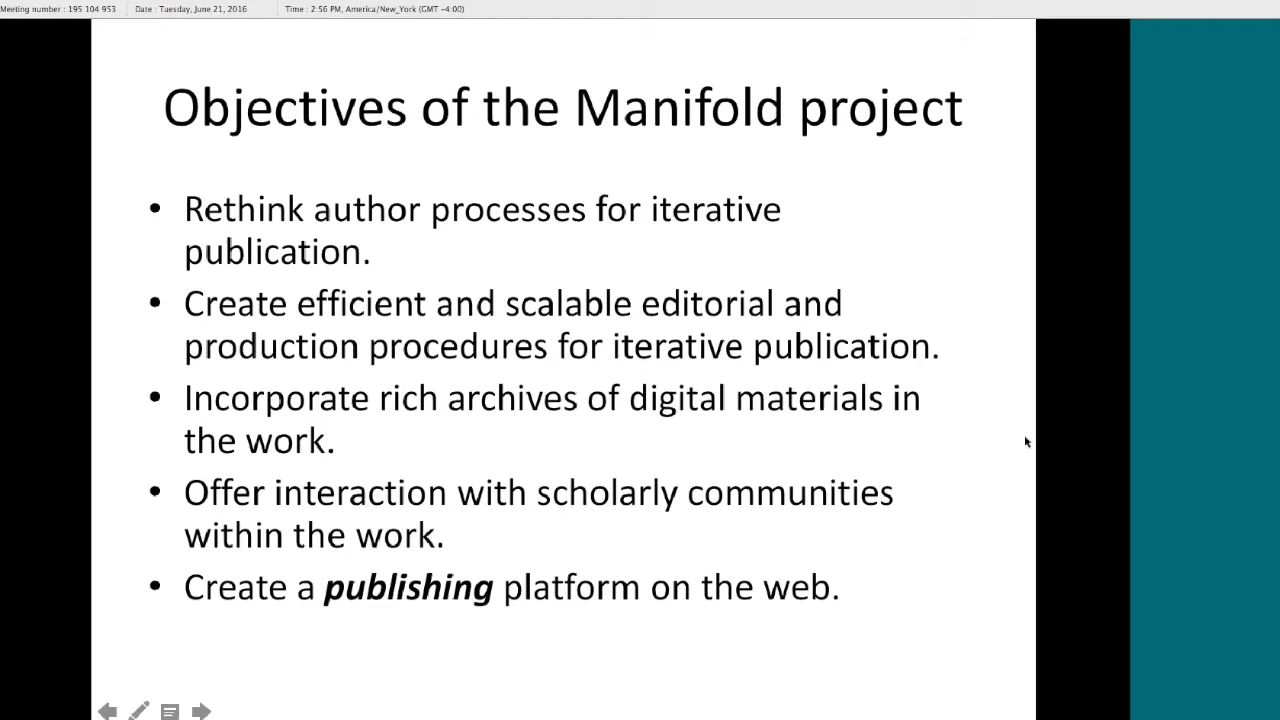 Meeting number : 195 104 953 Date : Tuesday, June 21, 2016 Time : 2:56 PM, America/New_York (GMT -4:00)
Objectives of the Manifold project
• Rethink author processes for iterative
publication.
• Create efficient and scalable editorial and
production procedures for iterative publication.
• Incorporate rich archives of digital materials in
the work.
• Offer interaction with scholarly communities
within the work.
• Create a publishing platform on the web.